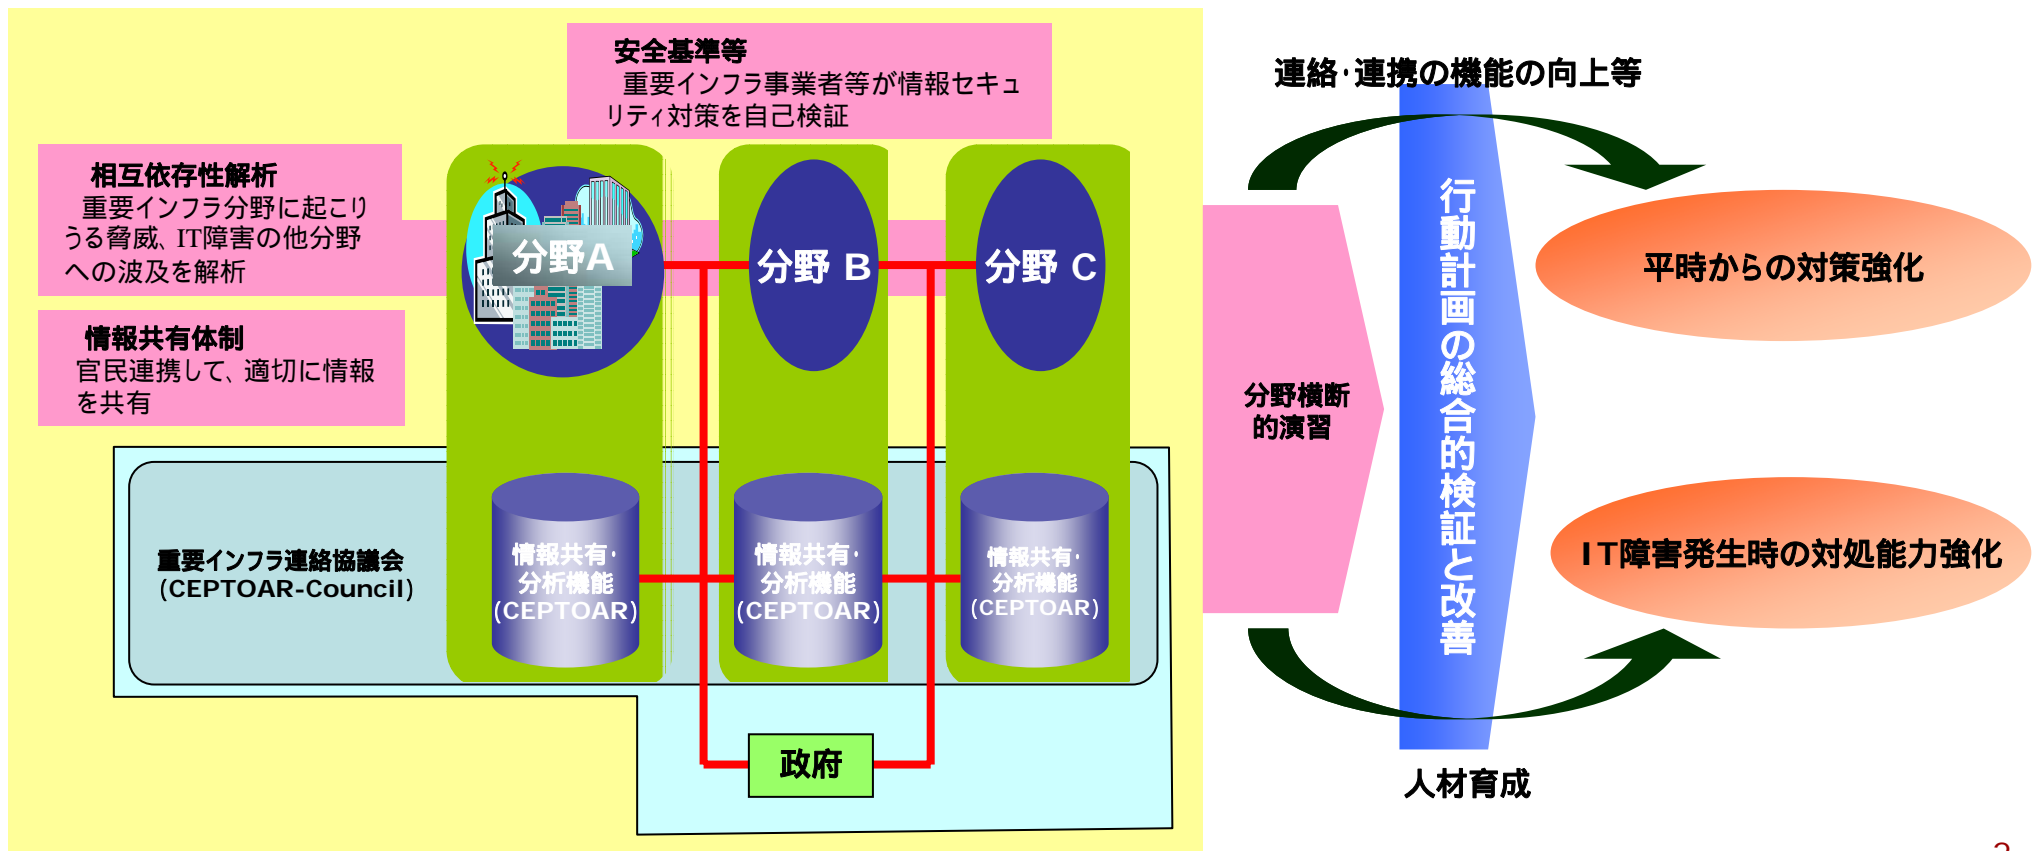 安全基準等
重要インフラ事業者等が情報セキュ
リティ対策を自己検証
相互依存性解析
重要インフラ分野に起こり
うる脅威、IT障害の他分野
への波及を解析
情報共有体制
官民連携して、適切に情報
を共有
分野A
分野 B
分野 C
重要インフラ連絡協議会
(CEPTOAR-Council)
情報共有・
分析機能
(CEPTOAR)
情報共有・
分析機能
(CEPTOAR)
情報共有・
分析機能
(CEPTOAR)
政府
分野横断
的演習
連絡・連携の機能の向上等
行動計画の総合的検証と改善
人材育成
平時からの対策強化
IT障害発生時の対処能力強化